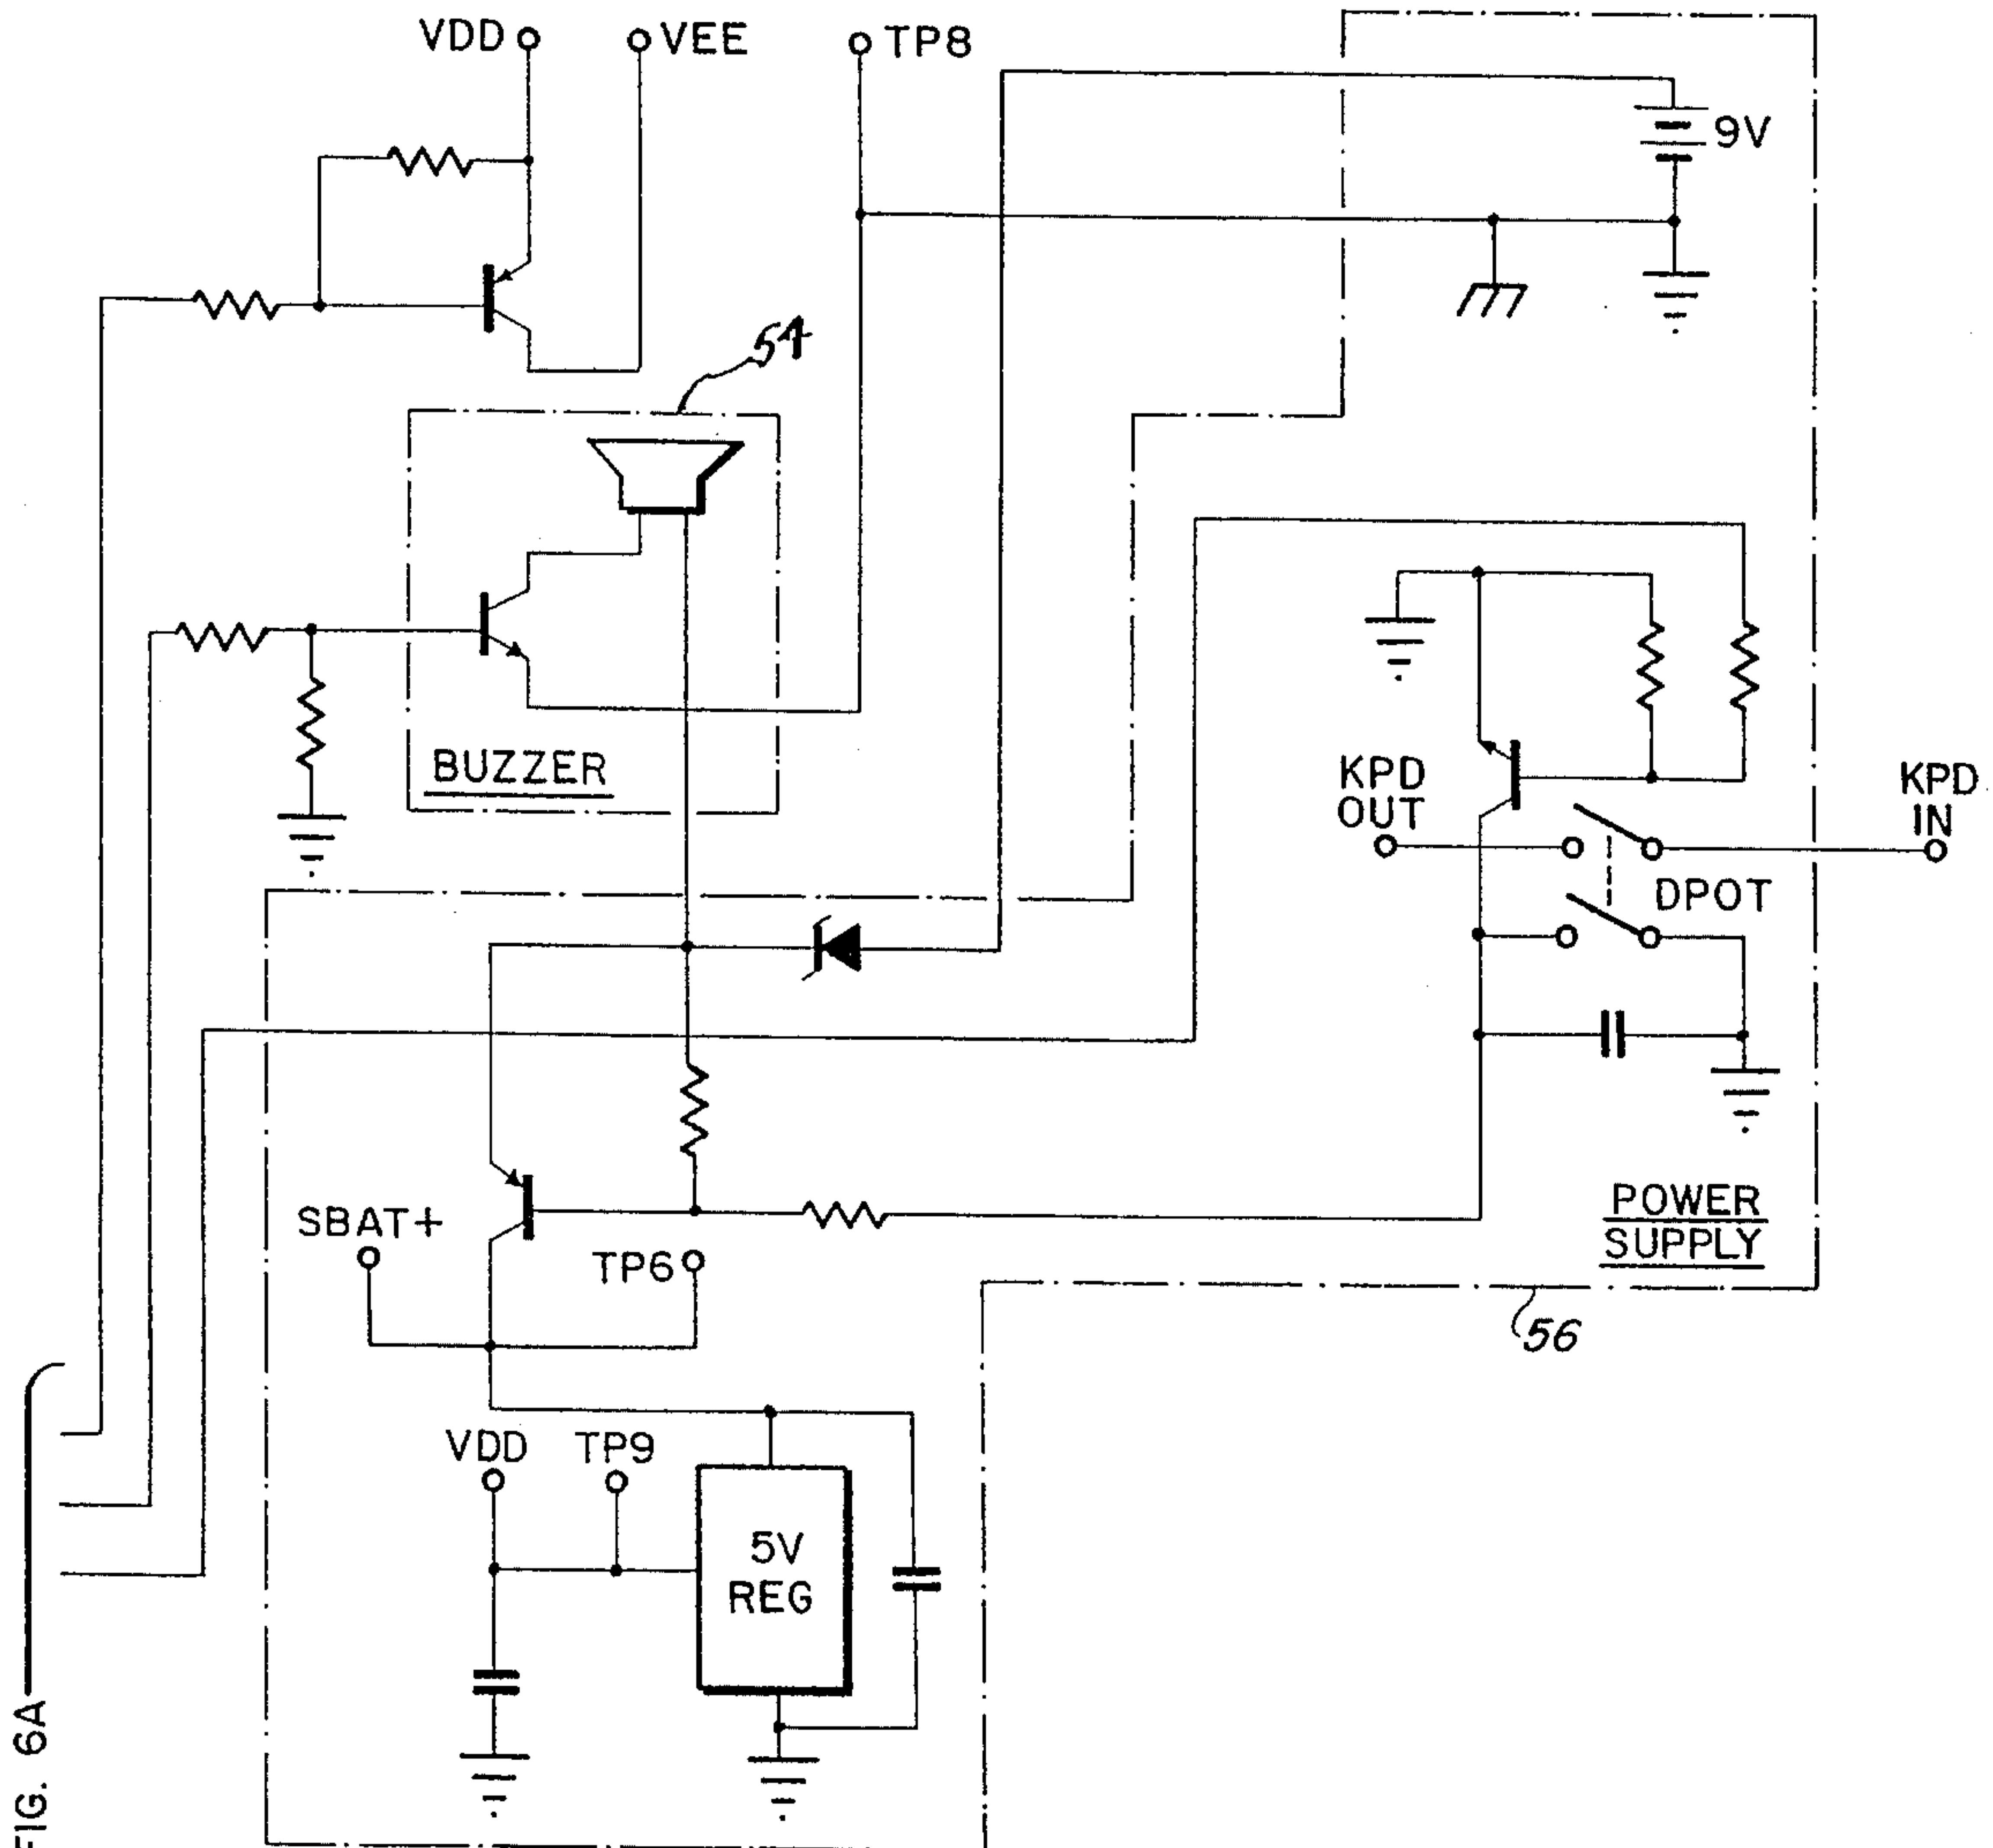 VDD
VEE
TP8
9V
54
BUZZER
KPD
OUT
KPD
IN
DPOT
POWER
SUPPLY
SBAT+
TP6
56
VDD
TP9
5V
REG
FIG. 6A